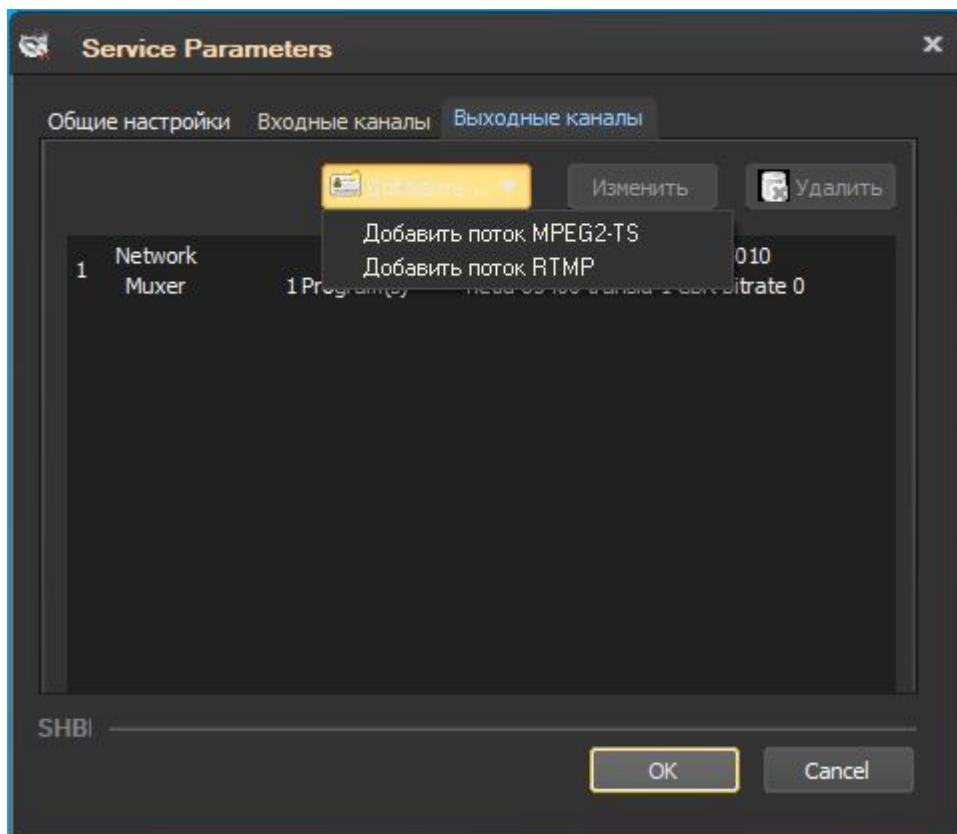 Service Parameters
Общие настройки Входные каналы Выходные каналы
Добавить... Изменить Удалить
Добавить поток MPEG2-TS
Добавить поток RTMP
1 Network 010
Muxer 1 bitrate 0
SHB
OK Cancel